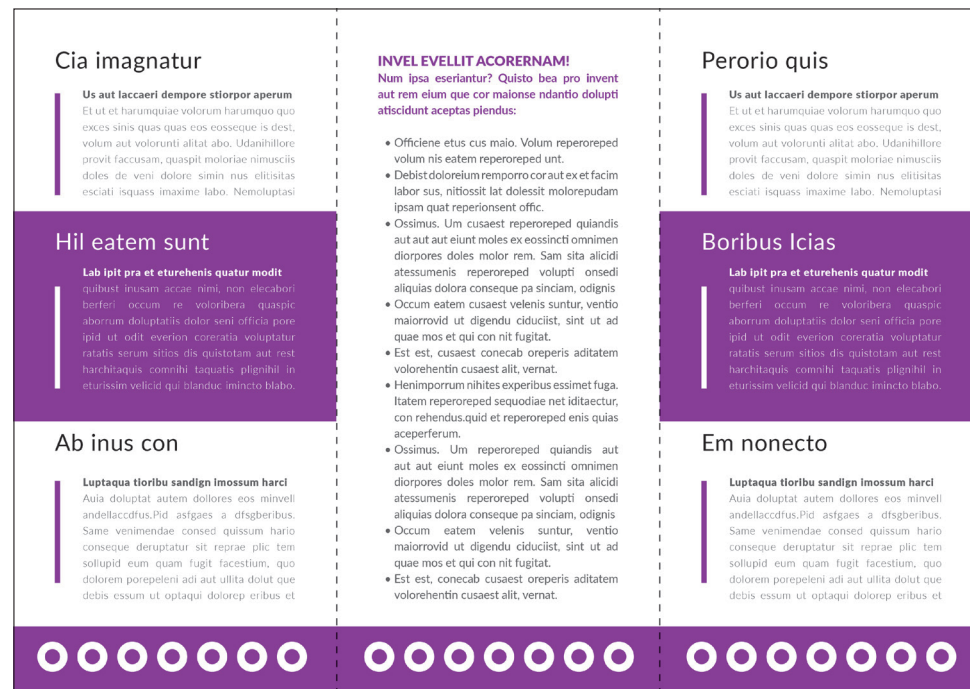 Cia imagnatur
Us aut laccaeri dempore stiorpor aperum
Et ut et harumquiae volorum harumquo quo
exces sinis quas quas eos eosseque is dest,
volum aut volorunti alitat abo. Udanihillore
provit faccusam, quaspit moloriae nimusciis
doles de veni dolore simin nus elitisitas
esciati isquass imaxime labo. Nemoluptasi
Hil eatem sunt
Lab ipit pra et eturehenis quatur modit
quibust inusam accae nimi, non elecabori
berferi occum re voloribera quaspic
aborrum doluptatiis dolor seni officia pore
ipid ut odit everion coreratia voluptatur
ratatis serum sitios dis quistotam aut rest
harchitaquis comnihi taquatis plignihil in
eturissim velicid qui blanduc imincto blabo.
Ab inus con
Luptaqua tioribu sandign imossum harci
Auia doluptat autem dollores eos minvell
andellaccdfus.Pid asfgaes a dfsgberibus.
Same venimendae consed quissum hario
conseque deruptatur sit reprae plic tem
sollupid eum quam fugit facestium, quo
dolorem porepeleni adi aut ullita dolut que
debis essum ut optaqui dolorep eribus et
INVEL EVELLIT ACORERNAM!
Num ipsa eseriantur? Quisto bea pro invent
aut rem eium que cor maionse ndantio dolupti
atiscidunt aceptas piendus:
• Officiene etus cus maio. Volum reperoreped
volum nis eatem reperoreped unt.
• Debist doloreium remporro cor aut ex et facim
labor sus, nitiossit lat dolessit molorepudam
ipsam quat reperionsent offic.
• Ossimus. Um cusaest reperoreped quiandis
aut aut aut eiunt moles ex eossincti omnimen
diorpores doles molor rem. Sam sita alicidi
atessumenis reperoreped volupti onsedi
aliquias dolora conseque pa sinciam, odignis
• Occum eatem cusaest velenis suntur, ventio
maiorrovid ut digendu ciduciist, sint ut ad
quae mos et qui con nit fugitat.
• Est est, cusaest conecab oreperis aditatem
volorehentin cusaest alit, vernat.
• Henimporrum nihites experibus essimet fuga.
Itatem reperoreped sequodiae net iditaectur,
con rehendus.quid et reperoreped enis quias
aceperferum.
• Ossimus. Um reperoreped quiandis aut
aut aut eiunt moles ex eossincti omnimen
diorpores doles molor rem. Sam sita alicidi
atessumenis reperoreped volupti onsedi
aliquias dolora conseque pa sinciam, odignis
• Occum eatem velenis suntur, ventio
maiorrovid ut digendu ciduciist, sint ut ad
quae mos et qui con nit fugitat.
• Est est, conecab cusaest oreperis aditatem
volorehentin cusaest alit, vernat.
Perorio quis
Us aut laccaeri dempore stiorpor aperum
Et ut et harumquiae volorum harumquo quo
exces sinis quas quas eos eosseque is dest,
volum aut volorunti alitat abo. Udanihillore
provit faccusam, quaspit moloriae nimusciis
doles de veni dolore simin nus elitisitas
esciati isquass imaxime labo. Nemoluptasi
Boribus Icias
Lab ipit pra et eturehenis quatur modit
quibust inusam accae nimi, non elecabori
berferi occum re voloribera quaspic
aborrum doluptatiis dolor seni officia pore
ipid ut odit everion coreratia voluptatur
ratatis serum sitios dis quistotam aut rest
harchitaquis comnihi taquatis plignihil in
eturissim velicid qui blanduc imincto blabo.
Em nonecto
Luptaqua tioribu sandign imossum harci
Auia doluptat autem dollores eos minvell
andellaccdfus.Pid asfgaes a dfsgberibus.
Same venimendae consed quissum hario
conseque deruptatur sit reprae plic tem
sollupid eum quam fugit facestium, quo
dolorem porepeleni adi aut ullita dolut que
debis essum ut optaqui dolorep eribus et